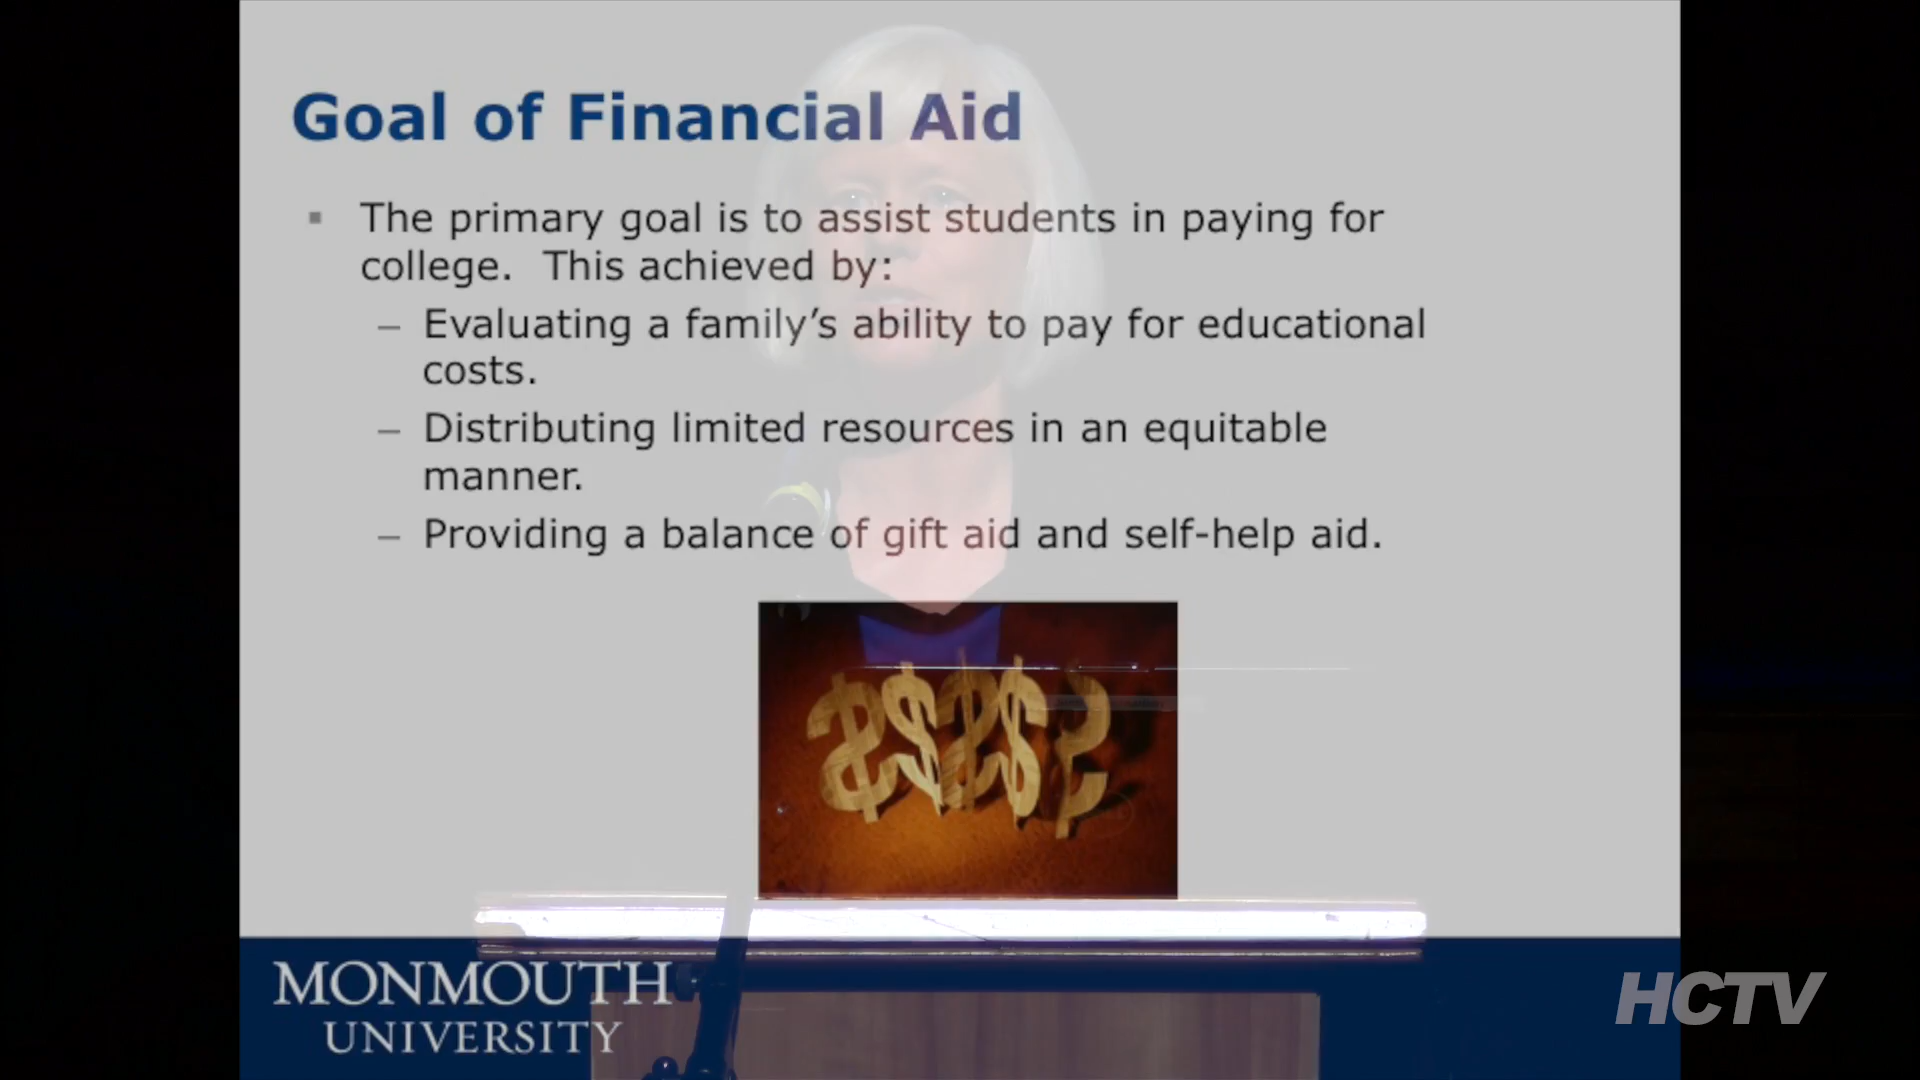 Goal of Financial Aid
▪ The primary goal is to assist students in paying for
college.  This achieved by:
– Evaluating a family’s ability to pay for educational
costs.
– Distributing limited resources in an equitable
manner.
– Providing a balance of gift aid and self-help aid.
MONMOUTH
UNIVERSITY
HCTV